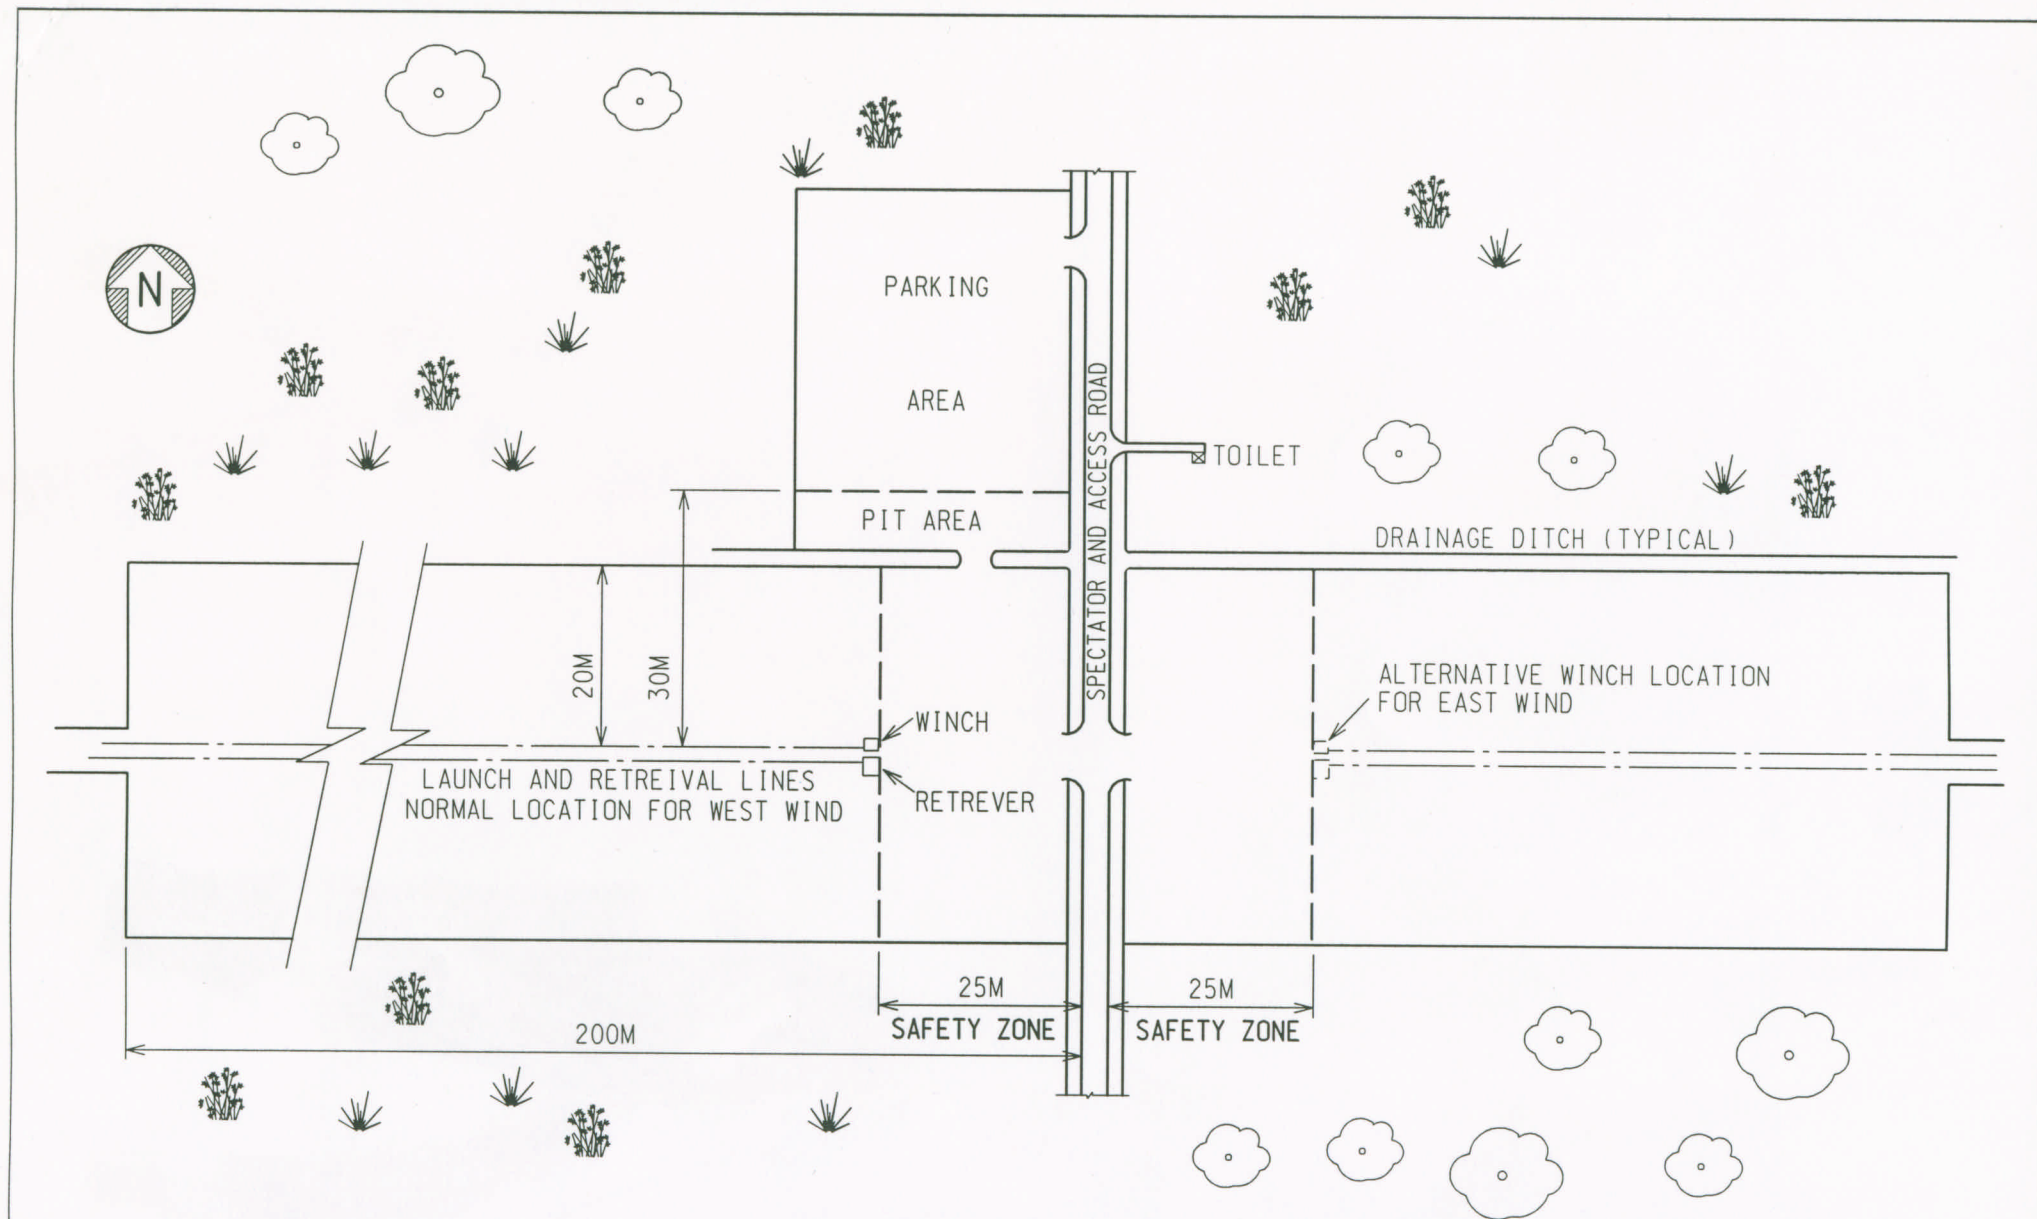 N
PARKING
AREA
PIT AREA
SPECTATOR AND ACCESS ROAD
TOILET
DRAINAGE DITCH (TYPICAL)
20M
30M
WINCH
RETREVER
LAUNCH AND RETREIVAL LINES
NORMAL LOCATION FOR WEST WIND
ALTERNATIVE WINCH LOCATION
FOR EAST WIND
25M
SAFETY ZONE
25M
SAFETY ZONE
200M